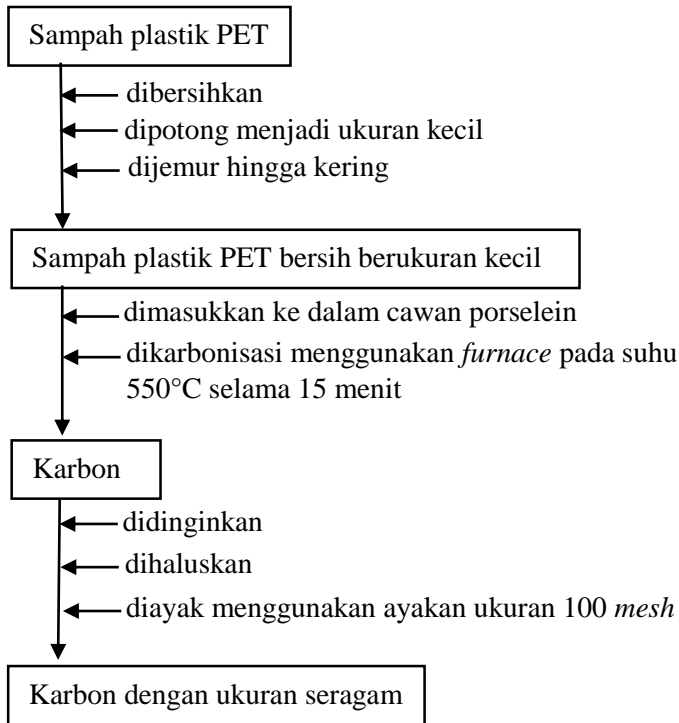 Sampah plastik PET
dibersihkan
dipotong menjadi ukuran kecil
dijemur hingga kering
Sampah plastik PET bersih berukuran kecil
dimasukkan ke dalam cawan porselein
dikarbonisasi menggunakan furnace pada suhu
550°C selama 15 menit
Karbon
didinginkan
dihaluskan
diayak menggunakan ayakan ukuran 100 mesh
Karbon dengan ukuran seragam